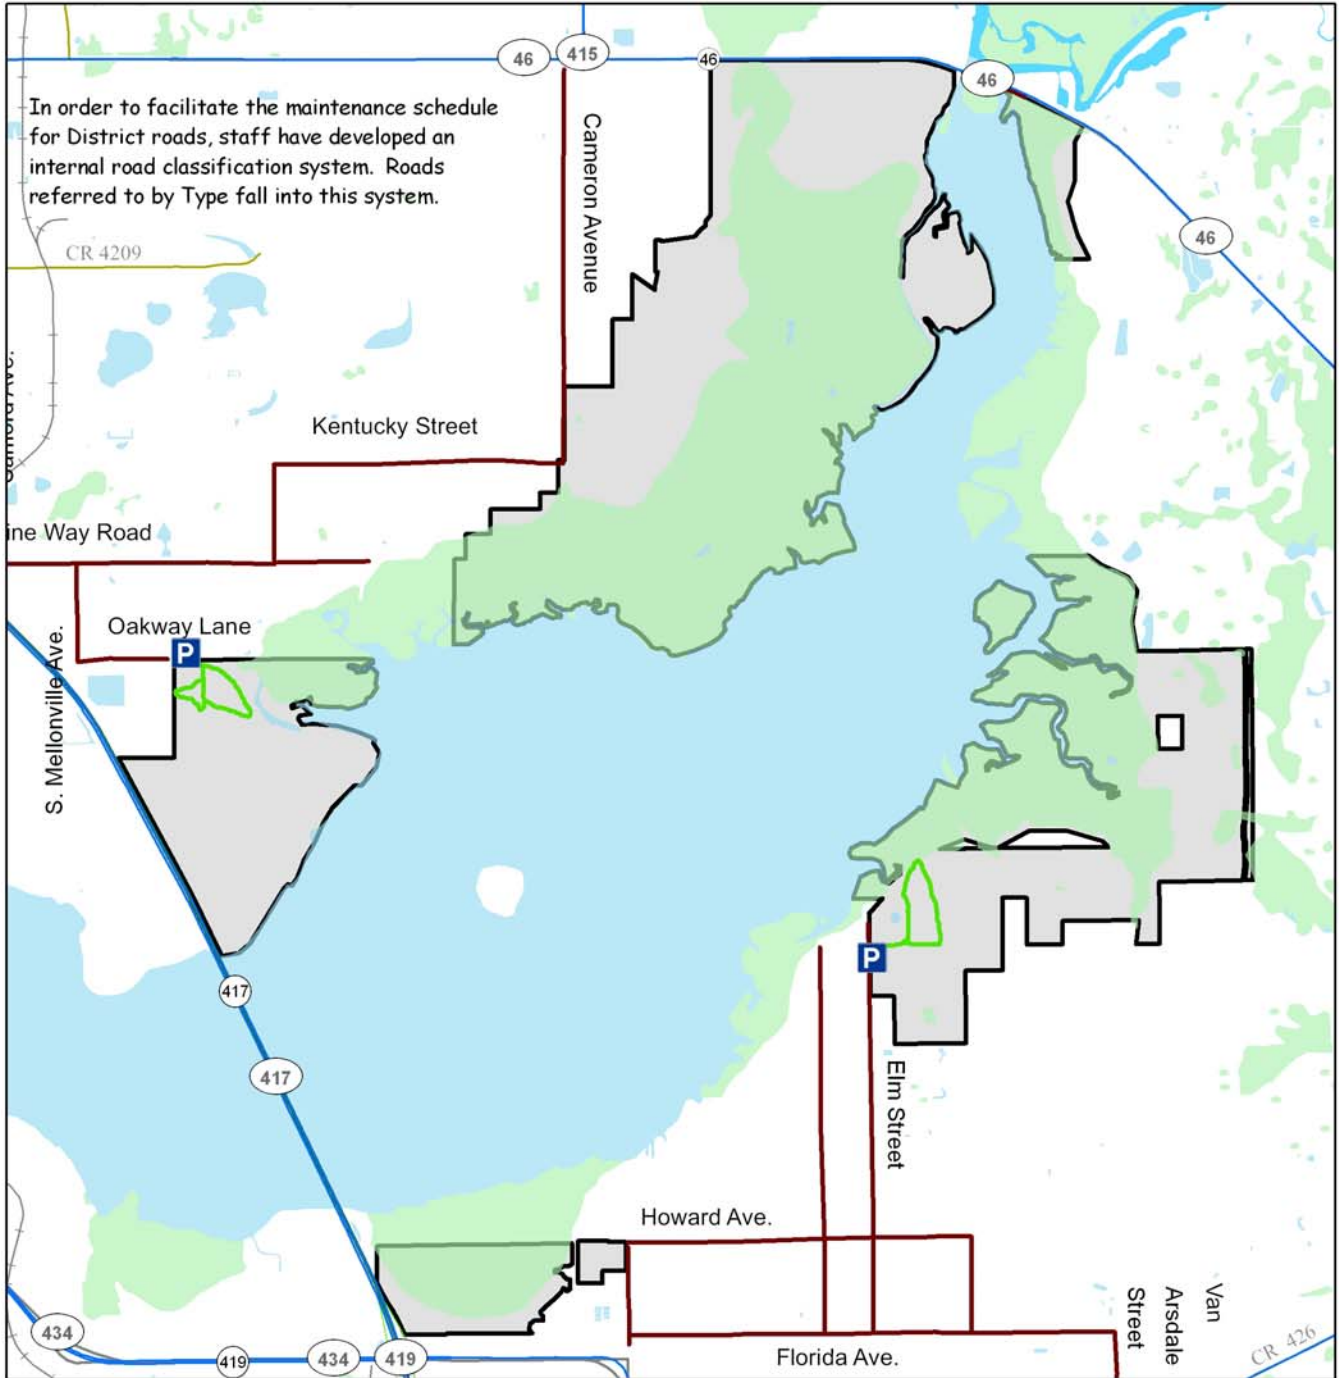 46
415
46
46
In order to facilitate the maintenance schedule
for District roads, staff have developed an
internal road classification system. Roads
referred to by Type fall into this system.
Cameron Avenue
46
CR 4209
Kentucky Street
ine Way Road
Oakway Lane
P
S. Mellonville Ave.
P
417
417
Elm Street
Howard Ave.
Van
Arsdale
Street
434
419
434
419
Florida Ave.
CR 426